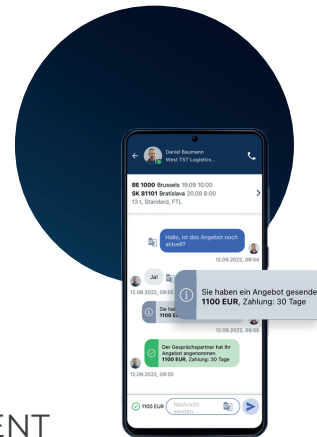 Daniel Baumann
West TST Logistics...
BE 1000 Brussels 19.09 10:00
SK 81101 Bratislava 20.09 8:00
13 t, Standard, FTL
Hallo, ist das Angebot noch
aktuell?
12.09.2022, 09:54
Ja!
12.09.2022, 09:55
Sie haben ein Angebot gesende
1100 EUR, Zahlung: 30 Tage
Sie hab
1100 E
12.09.2022, 09:55
Der Gesprächspartner hat Ihr
Angebot angenommen
1100 EUR, Zahlung: 30 Tage
12.09.2022, 09:55
1100 EUR
Nachricht
senden...
ENT